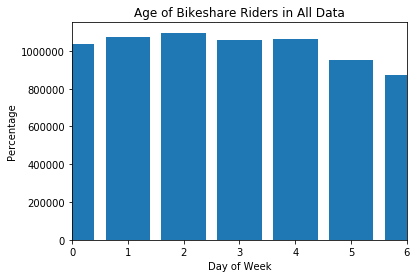 Age of Bikeshare Riders in All Data
1000000
800000
600000
400000
200000
0
Percentage
0 1 2 3 4 5 6
Day of Week